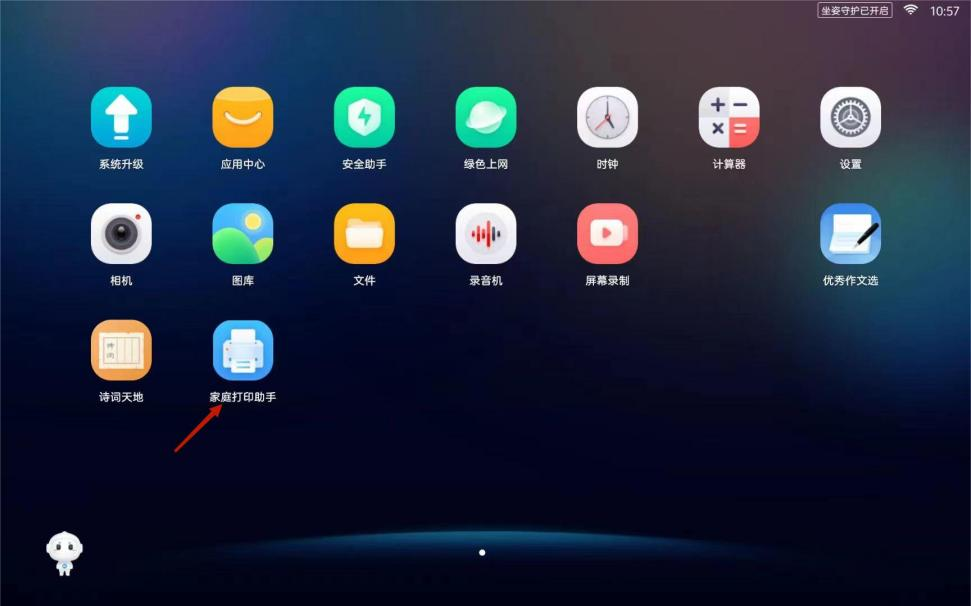 坐姿守护已开启 10:57
系统升级 应用中心 安全助手 绿色上网 时钟 计算器 设置
相机 图库 文件 录音机 屏幕录制 优秀作文选
诗词
诗词天地 家庭打印助手